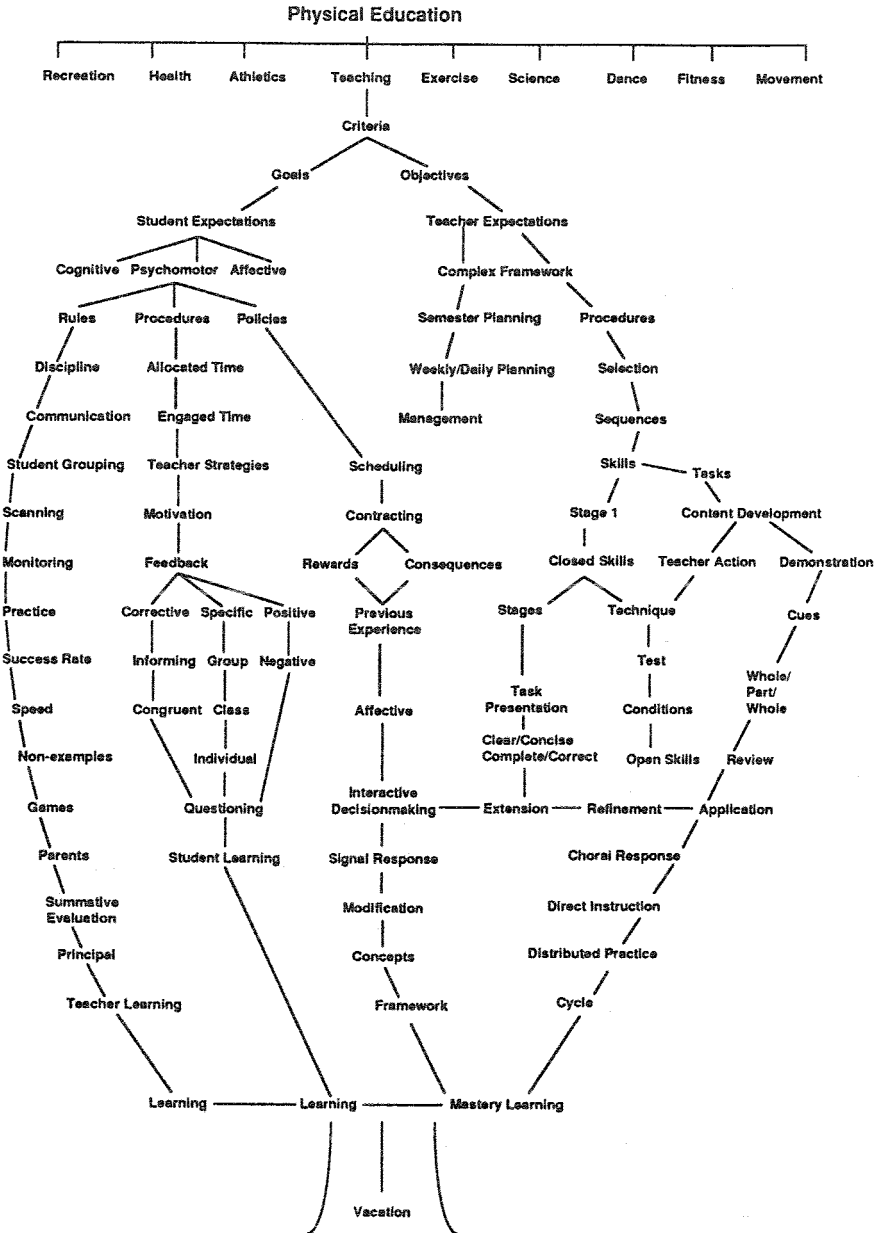 Physical Education
Recreation Health Athletics Teaching Exercise Science Dance Fitness Movement
Criteria
Goals Objectives
Student Expectations Teacher Expectations
Cognitive Psychomotor Affective Complex Framework
Rules Procedures Policies Semester Planning Procedures
Discipline Allocated Time Weekly/Daily Planning Selection
Communication Engaged Time Management Sequences
Student Grouping Teacher Strategies Scheduling Skills Tasks
Scanning Motivation Contracting Stage 1 Content Development
Monitoring Feedback Rewards Consequences Closed Skills Teacher Action Demonstration
Practice Corrective Specific Positive Previous Stages Technique Cues
Experience
Success Rate Informing Group Negative Test
Whole/
Task Part/
Speed Congruent Class Affective Presentation Conditions Whole
Clear/Concise
Non-examples Individual Complete/Correct Open Skills Review
Interactive
Games Questioning Decisionmaking Extension Refinement Application
Parents Student Learning Signal Response Choral Response
Summative
Evaluation Modification Direct Instruction
Principal Concepts Distributed Practice
Teacher Learning Framework Cycle
Learning Learning Mastery Learning
Vacation